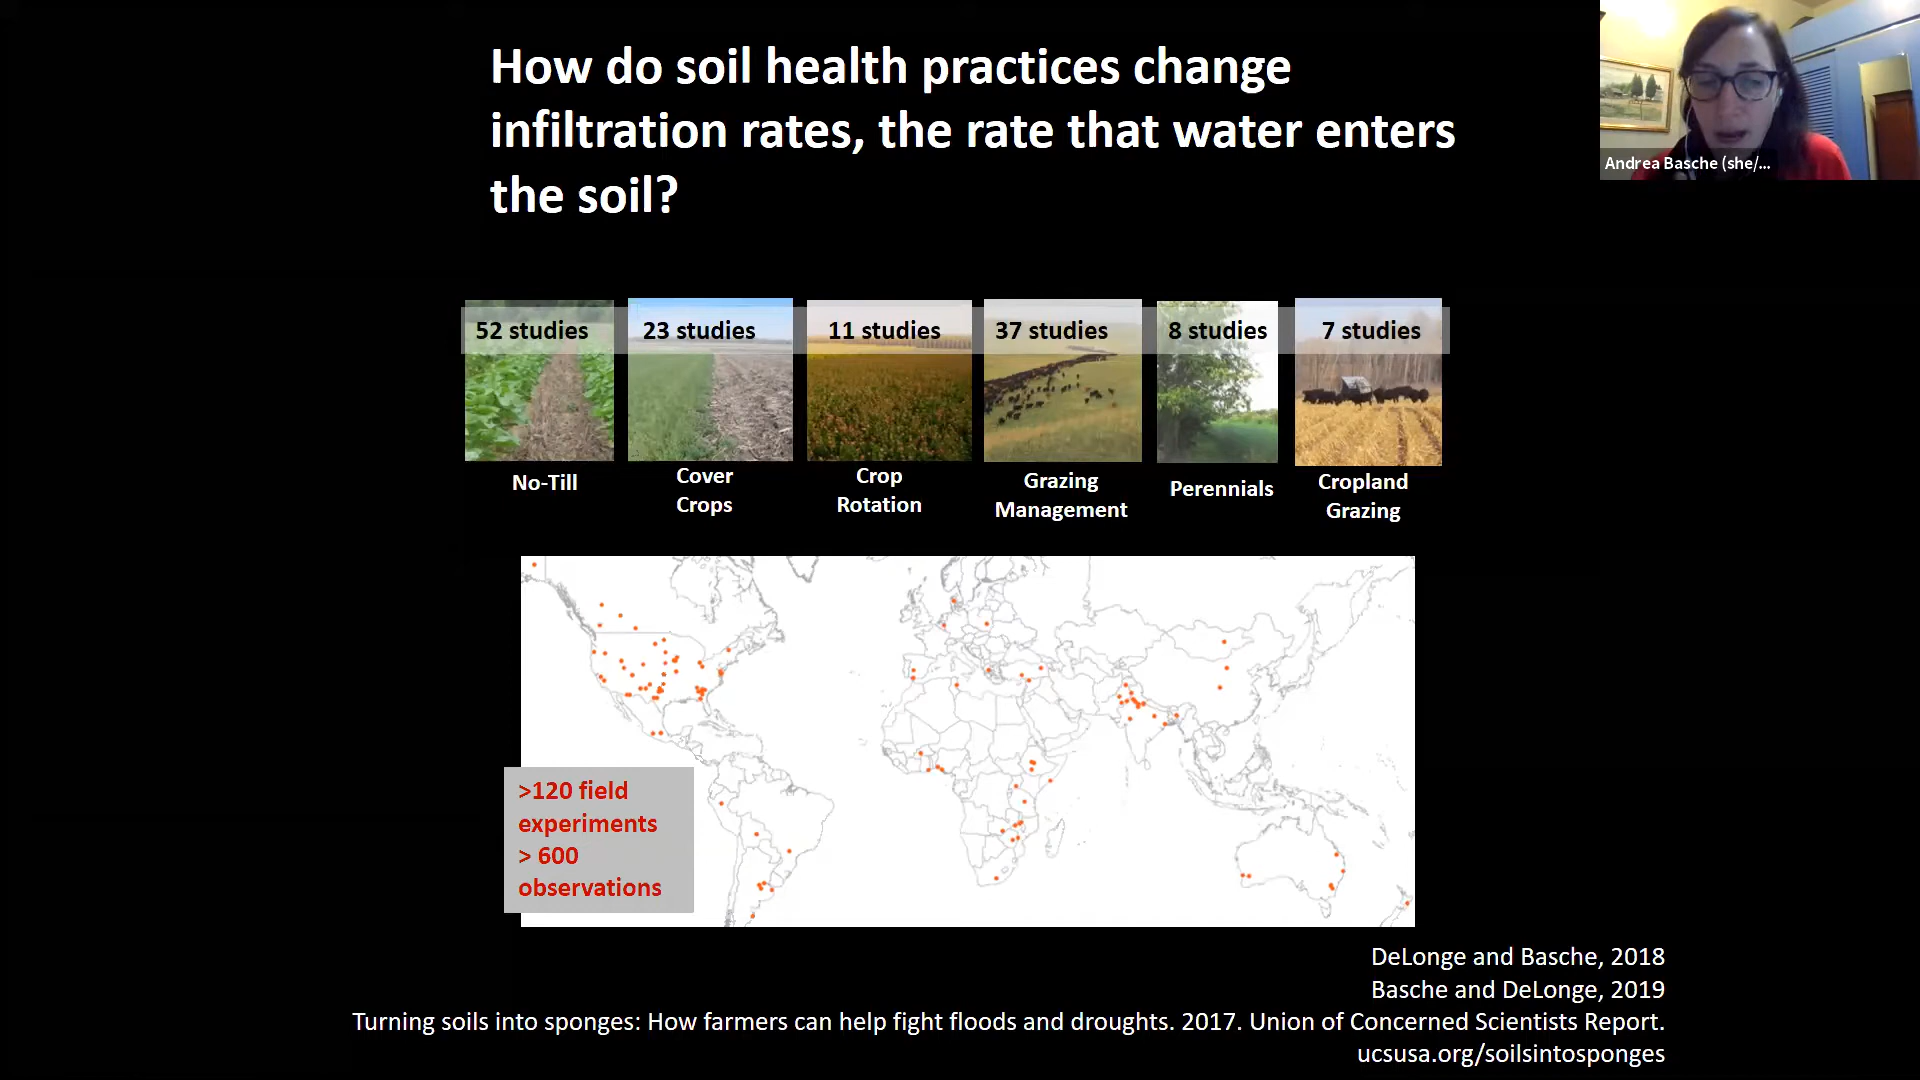 How do soil health practices change
infiltration rates, the rate that water enters
the soil?
Andrea Basche (she/...
52 studies
23 studies
11 studies
37 studies
8 studies
7 studies
No-Till
Cover
Crops
Crop
Rotation
Grazing
Management
Perennials
Cropland
Grazing
>120 field
experiments
> 600
observations
DeLonge and Basche, 2018
Basche and DeLonge, 2019
Turning soils into sponges: How farmers can help fight floods and droughts. 2017. Union of Concerned Scientists Report.
ucsusa.org/soilsintosponges